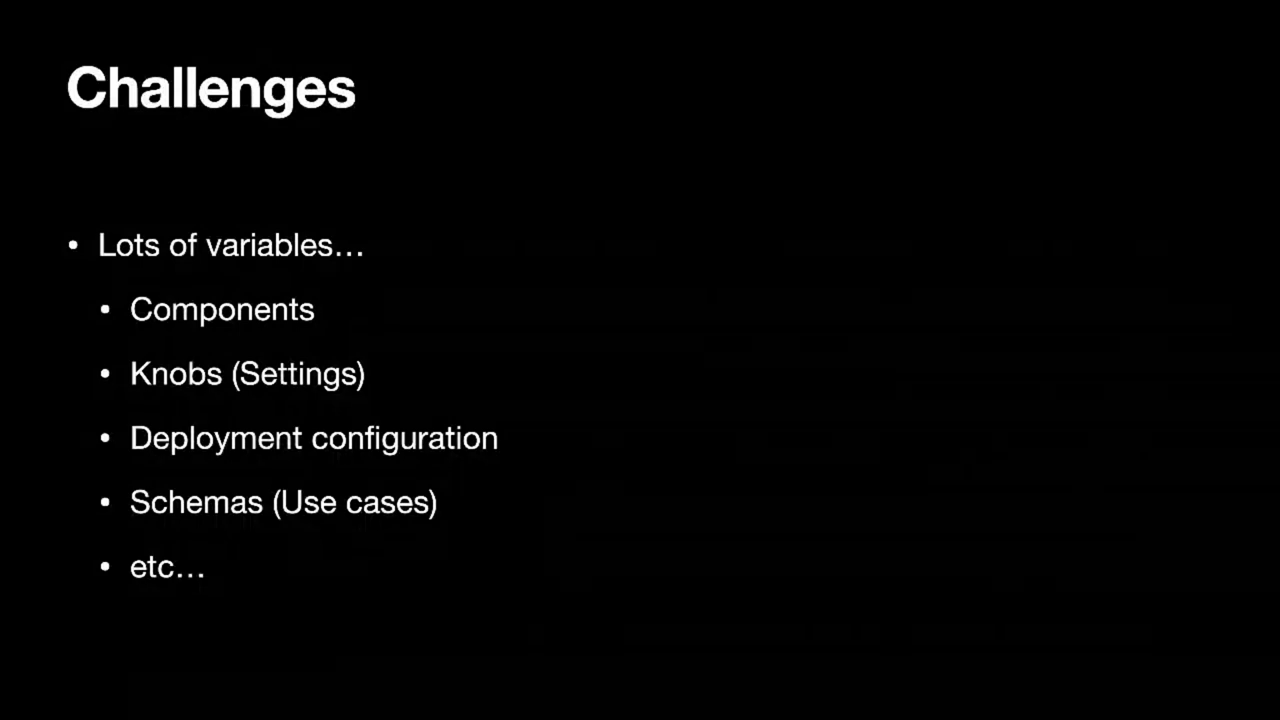 Challenges
• Lots of variables…
• Components
• Knobs (Settings)
• Deployment configuration
• Schemas (Use cases)
• etc…